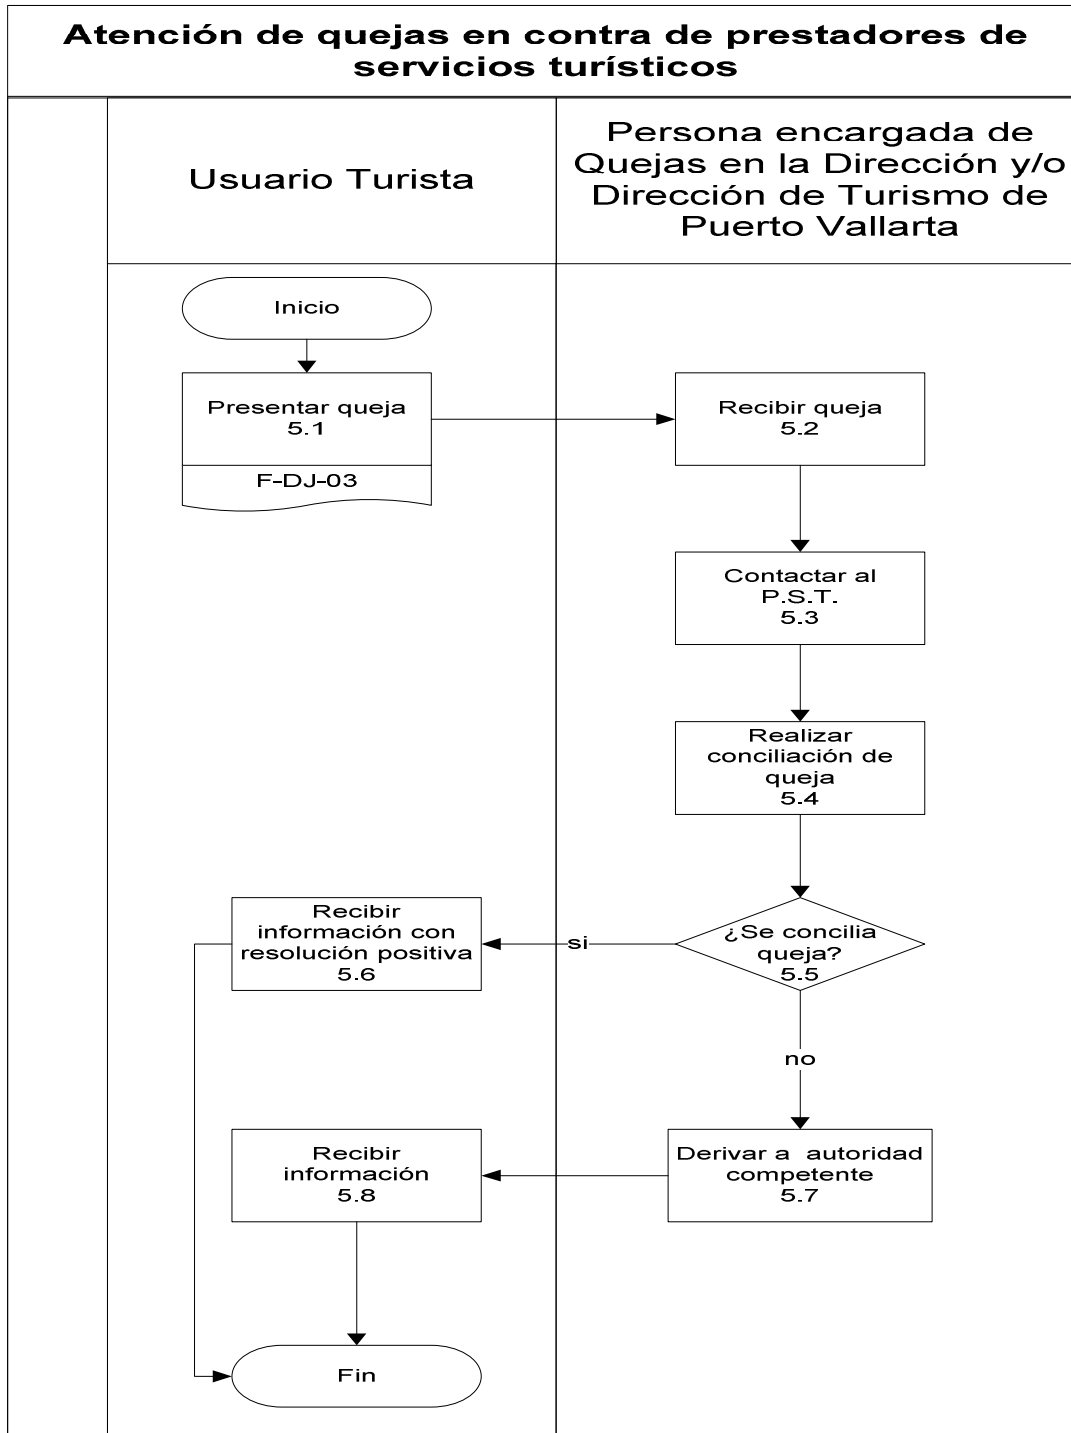 Atención de quejas en contra de prestadores de
servicios turísticos
Usuario Turista
Persona encargada de
Quejas en la Dirección y/o
Dirección de Turismo de
Puerto Vallarta
Inicio
Presentar queja
5.1
F-DJ-03
Recibir queja
5.2
Contactar al
P.S.T.
5.3
Realizar
conciliación de
queja
5.4
¿Se concilia
queja?
5.5
si
Recibir
información con
resolución positiva
5.6
no
Derivar a autoridad
competente
5.7
Recibir
información
5.8
Fin